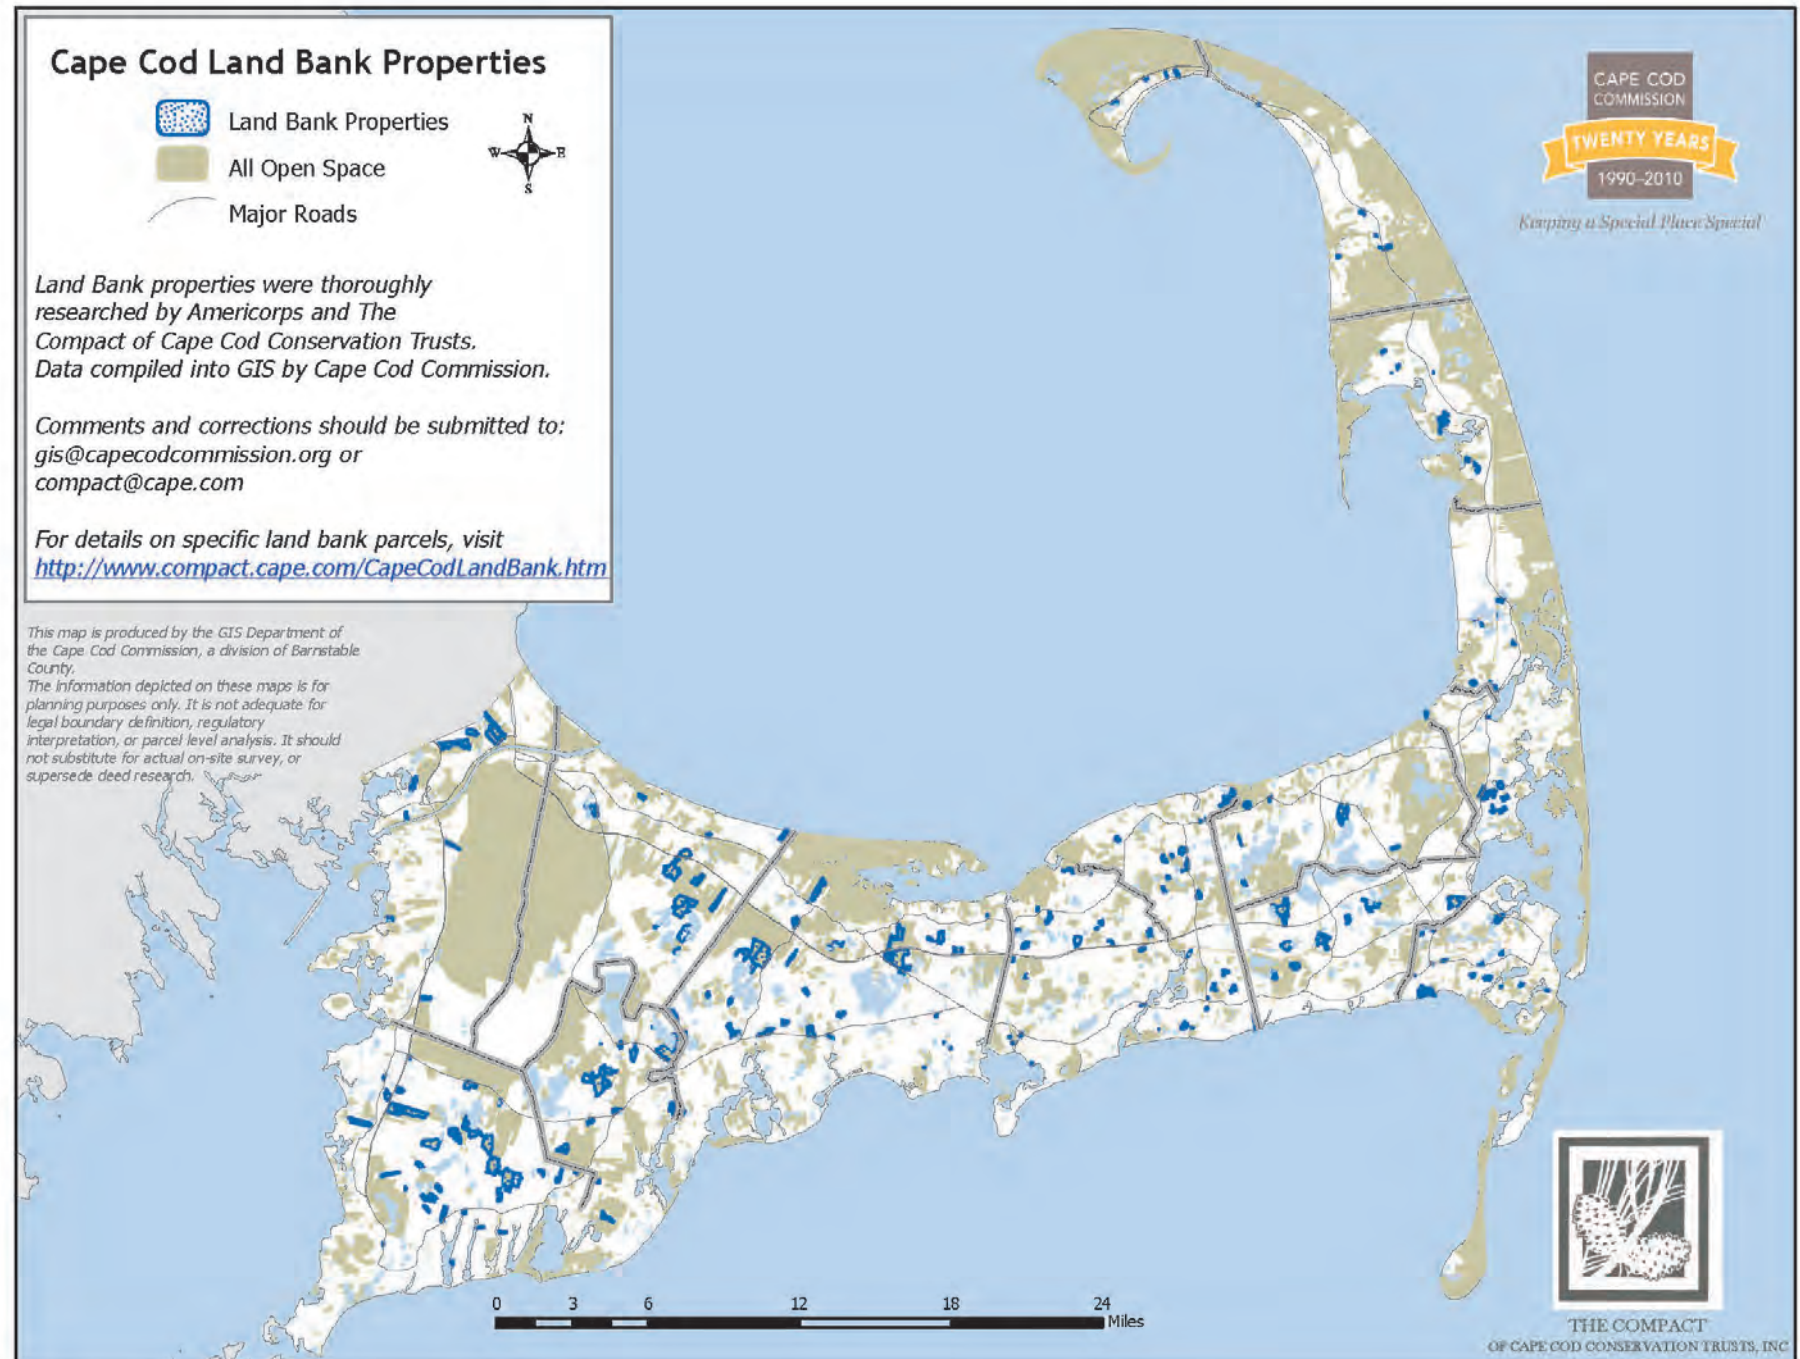 Cape Cod Land Bank Properties
Land Bank Properties
All Open Space
Major Roads
N
W E
S
Land Bank properties were thoroughly
researched by Americorps and The
Compact of Cape Cod Conservation Trusts.
Data compiled into GIS by Cape Cod Commission.
Comments and corrections should be submitted to:
gis@capecodcommission.org or
compact@cape.com
For details on specific land bank parcels, visit
http://www.compact.cape.com/CapeCodLandBank.htm
This map is produced by the GIS Department of
the Cape Cod Commission, a division of Barnstable
County.
The information depicted on these maps is for
planning purposes only. It is not adequate for
legal boundary definition, regulatory
interpretation, or parcel level analysis. It should
not substitute for actual on-site survey, or
supersede deed research.
CAPE COD
COMMISSION
TWENTY YEARS
1990–2010
Keeping a Special Place Special
0 3 6 12 18 24
Miles
THE COMPACT
OF CAPE COD CONSERVATION TRUSTS, INC